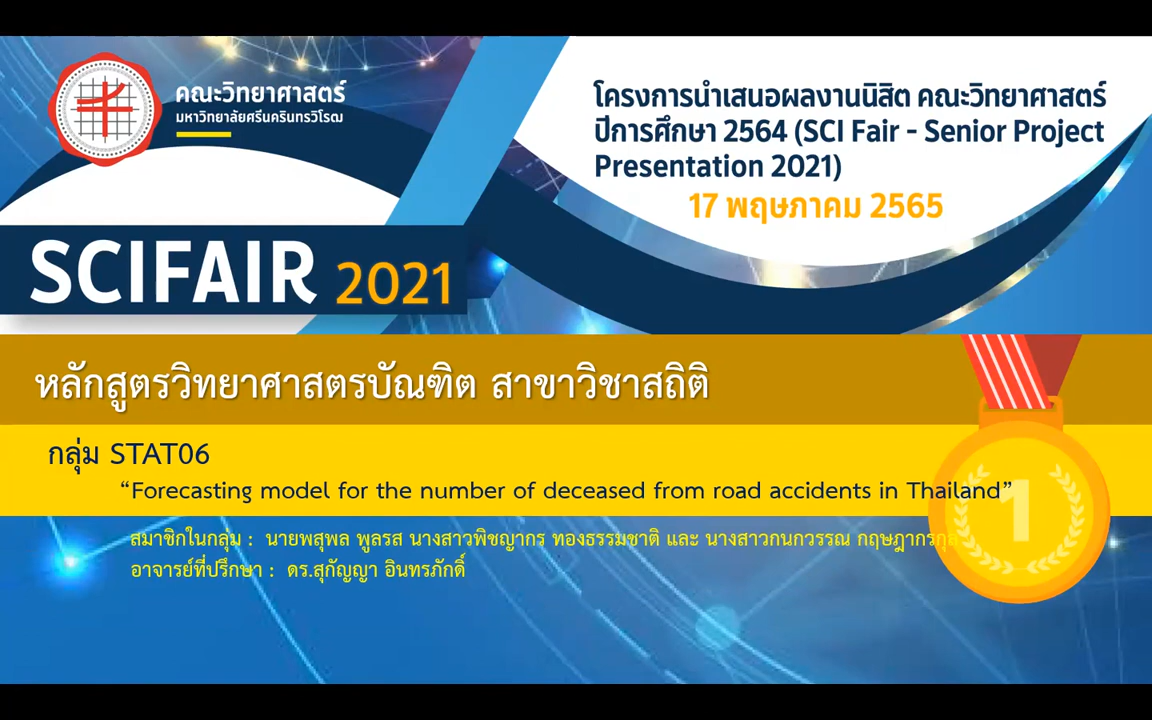 คณะวิทยาศาสตร์
มหาวิทยาลัยศรีนครินทรวิโรฒ
โครงการนำเสนอผลงานนิสิต คณะวิทยาศาสตร์
ปีการศึกษา 2564 (SCI Fair - Senior Project
Presentation 2021)
17 พฤษภาคม 2565
SCIFAIR 2021
หลักสูตรวิทยาศาสตรบัณฑิต สาขาวิชาสถิติ
กลุ่ม STAT06
“Forecasting model for the number of deceased from road accidents in Thailand”
1
สมาชิกในกลุ่ม : นายพสุพล พูลรส นางสาวพิชญากร ทองธรรมชาติ และ นางสาวกนกวรรณ กฤษฎากรกุล
อาจารย์ที่ปรึกษา : ดร.สุกัญญา อินทรภักดิ์